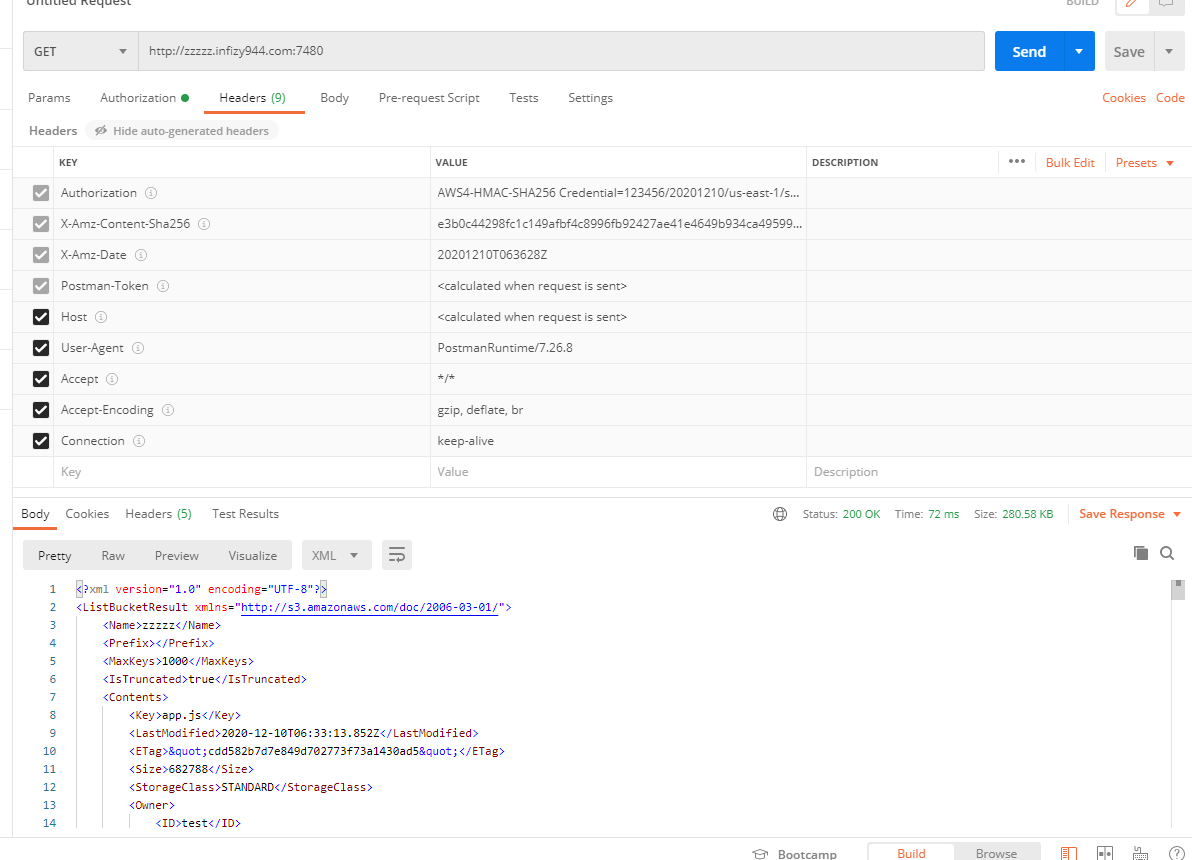 Untitled Request
BUILD
GET
http://zzzzz.infizy944.com:7480
Send
Save
Params
Authorization
Headers (9)
Body
Pre-request Script
Tests
Settings
Cookies
Code
Headers
Hide auto-generated headers
KEY
VALUE
DESCRIPTION
•••
Bulk Edit
Presets
Authorization
AWS4-HMAC-SHA256 Credential=123456/20201210/us-east-1/s...
X-Amz-Content-Sha256
e3b0c44298fc1c149afbf4c8996fb92427ae41e4649b934ca49599...
X-Amz-Date
20201210T063628Z
Postman-Token
<calculated when request is sent>
Host
<calculated when request is sent>
User-Agent
PostmanRuntime/7.26.8
Accept
*/*
Accept-Encoding
gzip, deflate, br
Connection
keep-alive
Key
Value
Description
Body
Cookies
Headers (5)
Test Results
Status: 200 OK
Time: 72 ms
Size: 280.58 KB
Save Response
Pretty
Raw
Preview
Visualize
XML
1 <?xml version="1.0" encoding="UTF-8"?>
2 <ListBucketResult xmlns="http://s3.amazonaws.com/doc/2006-03-01/">
3 <Name>zzzzz</Name>
4 <Prefix></Prefix>
5 <MaxKeys>1000</MaxKeys>
6 <IsTruncated>true</IsTruncated>
7 <Contents>
8 <Key>app.js</Key>
9 <LastModified>2020-12-10T06:33:13.852Z</LastModified>
10 <ETag>&quot;cdd582b7d7e849d702773f73a1430ad5&quot;</ETag>
11 <Size>682788</Size>
12 <StorageClass>STANDARD</StorageClass>
13 <Owner>
14 <ID>test</ID>
Bootcamp
Build
Browse